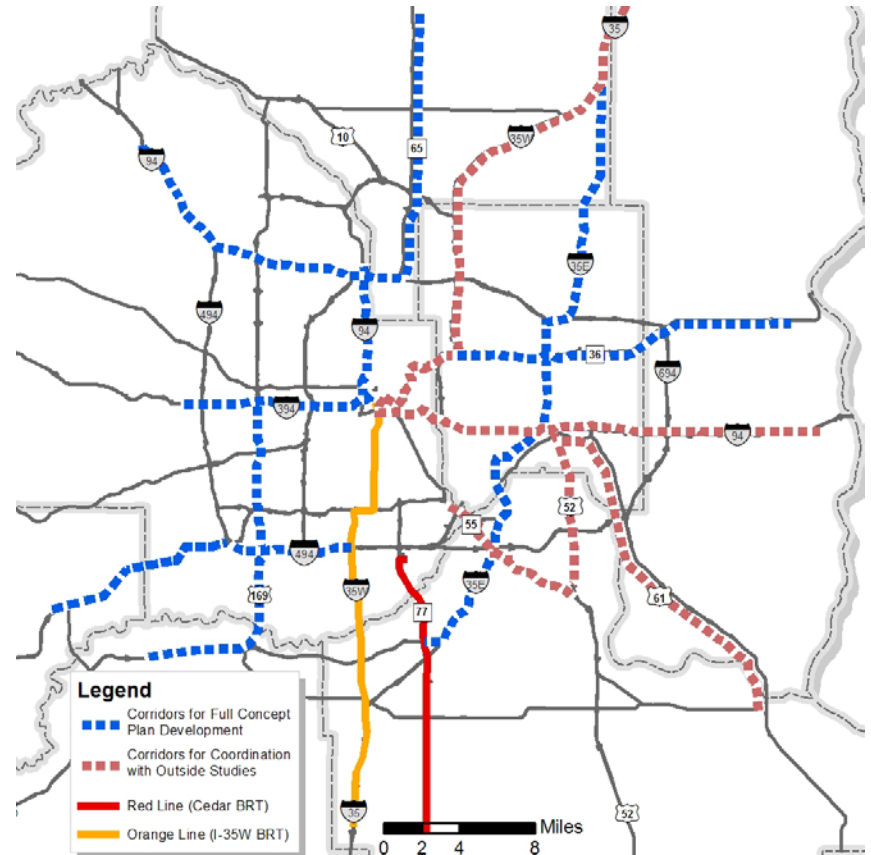 35
35W
10
65
94
35E
494
94
36
694
394
94
52
55
494
35E
169
35W
61
77
Legend
Corridors for Full Concept
Plan Development
Corridors for Coordination
with Outside Studies
Red Line (Cedar BRT)
Orange Line (I-35W BRT)
35
52
Miles
0 2 4 8